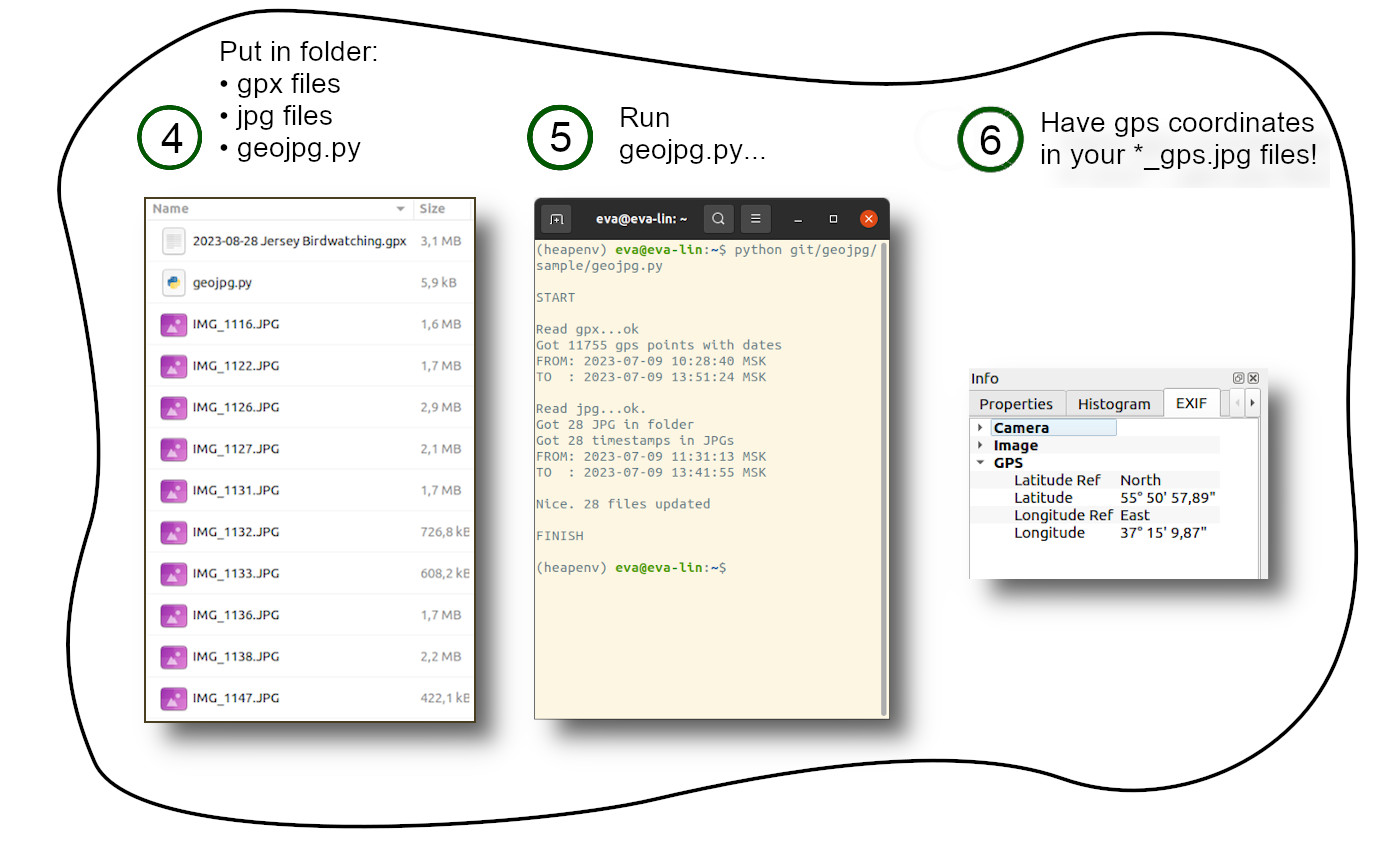 4
Put in folder:
• gpx files
• jpg files
• geojpg.py
Name Size
2023-08-28 Jersey Birdwatching.gpx 3,1 MB
geojpg.py 5,9 kB
IMG_1116.JPG 1,6 MB
IMG_1122.JPG 1,7 MB
IMG_1126.JPG 2,9 MB
IMG_1127.JPG 2,1 MB
IMG_1131.JPG 1,7 MB
IMG_1132.JPG 726,8 kB
IMG_1133.JPG 608,2 kB
IMG_1136.JPG 1,7 MB
IMG_1138.JPG 2,2 MB
IMG_1147.JPG 422,1 kB
5
Run
geojpg.py...
eva@eva-lin: ~
(heapenv) eva@eva-lin:~$ python git/geojpg/
sample/geojpg.py
START
Read gpx...ok
Got 11755 gps points with dates
FROM: 2023-07-09 10:28:40 MSK
TO  : 2023-07-09 13:51:24 MSK
Read jpg...ok.
Got 28 JPG in folder
Got 28 timestamps in JPGs
FROM: 2023-07-09 11:31:13 MSK
TO  : 2023-07-09 13:41:55 MSK
Nice. 28 files updated
FINISH
(heapenv) eva@eva-lin:~$
6
Have gps coordinates
in your *_gps.jpg files!
Info
Properties Histogram EXIF
Camera
Image
GPS
Latitude Ref North
Latitude 55° 50' 57,89"
Longitude Ref East
Longitude 37° 15' 9,87"